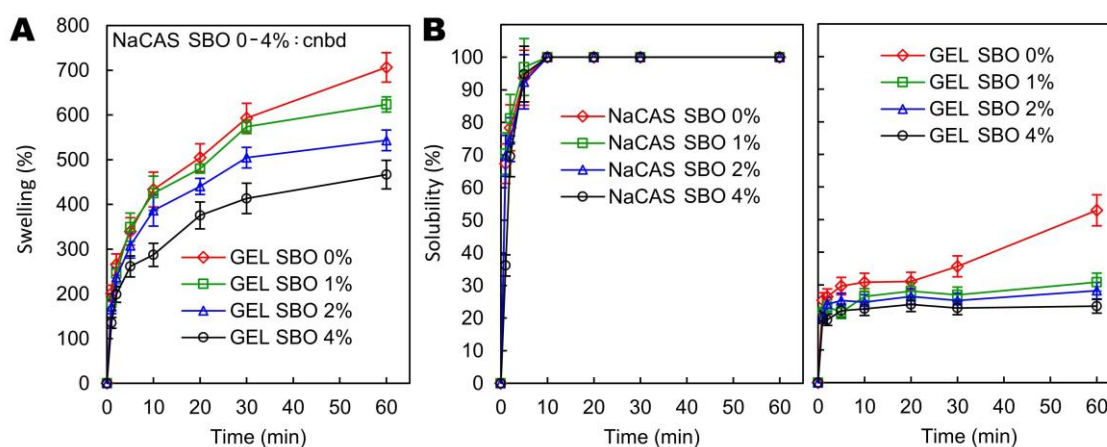 A
NaCAS SBO 0-4%: cnbd
Swelling (%)
800
700
600
500
400
300
200
100
0
GEL SBO 0%
GEL SBO 1%
GEL SBO 2%
GEL SBO 4%
0 10 20 30 40 50 60
Time (min)
B
Solubility (%)
100
90
80
70
60
50
40
30
20
10
0
NaCAS SBO 0%
NaCAS SBO 1%
NaCAS SBO 2%
NaCAS SBO 4%
0 10 20 30 40 50 60
Time (min)
GEL SBO 0%
GEL SBO 1%
GEL SBO 2%
GEL SBO 4%
0 10 20 30 40 50 60
Time (min)